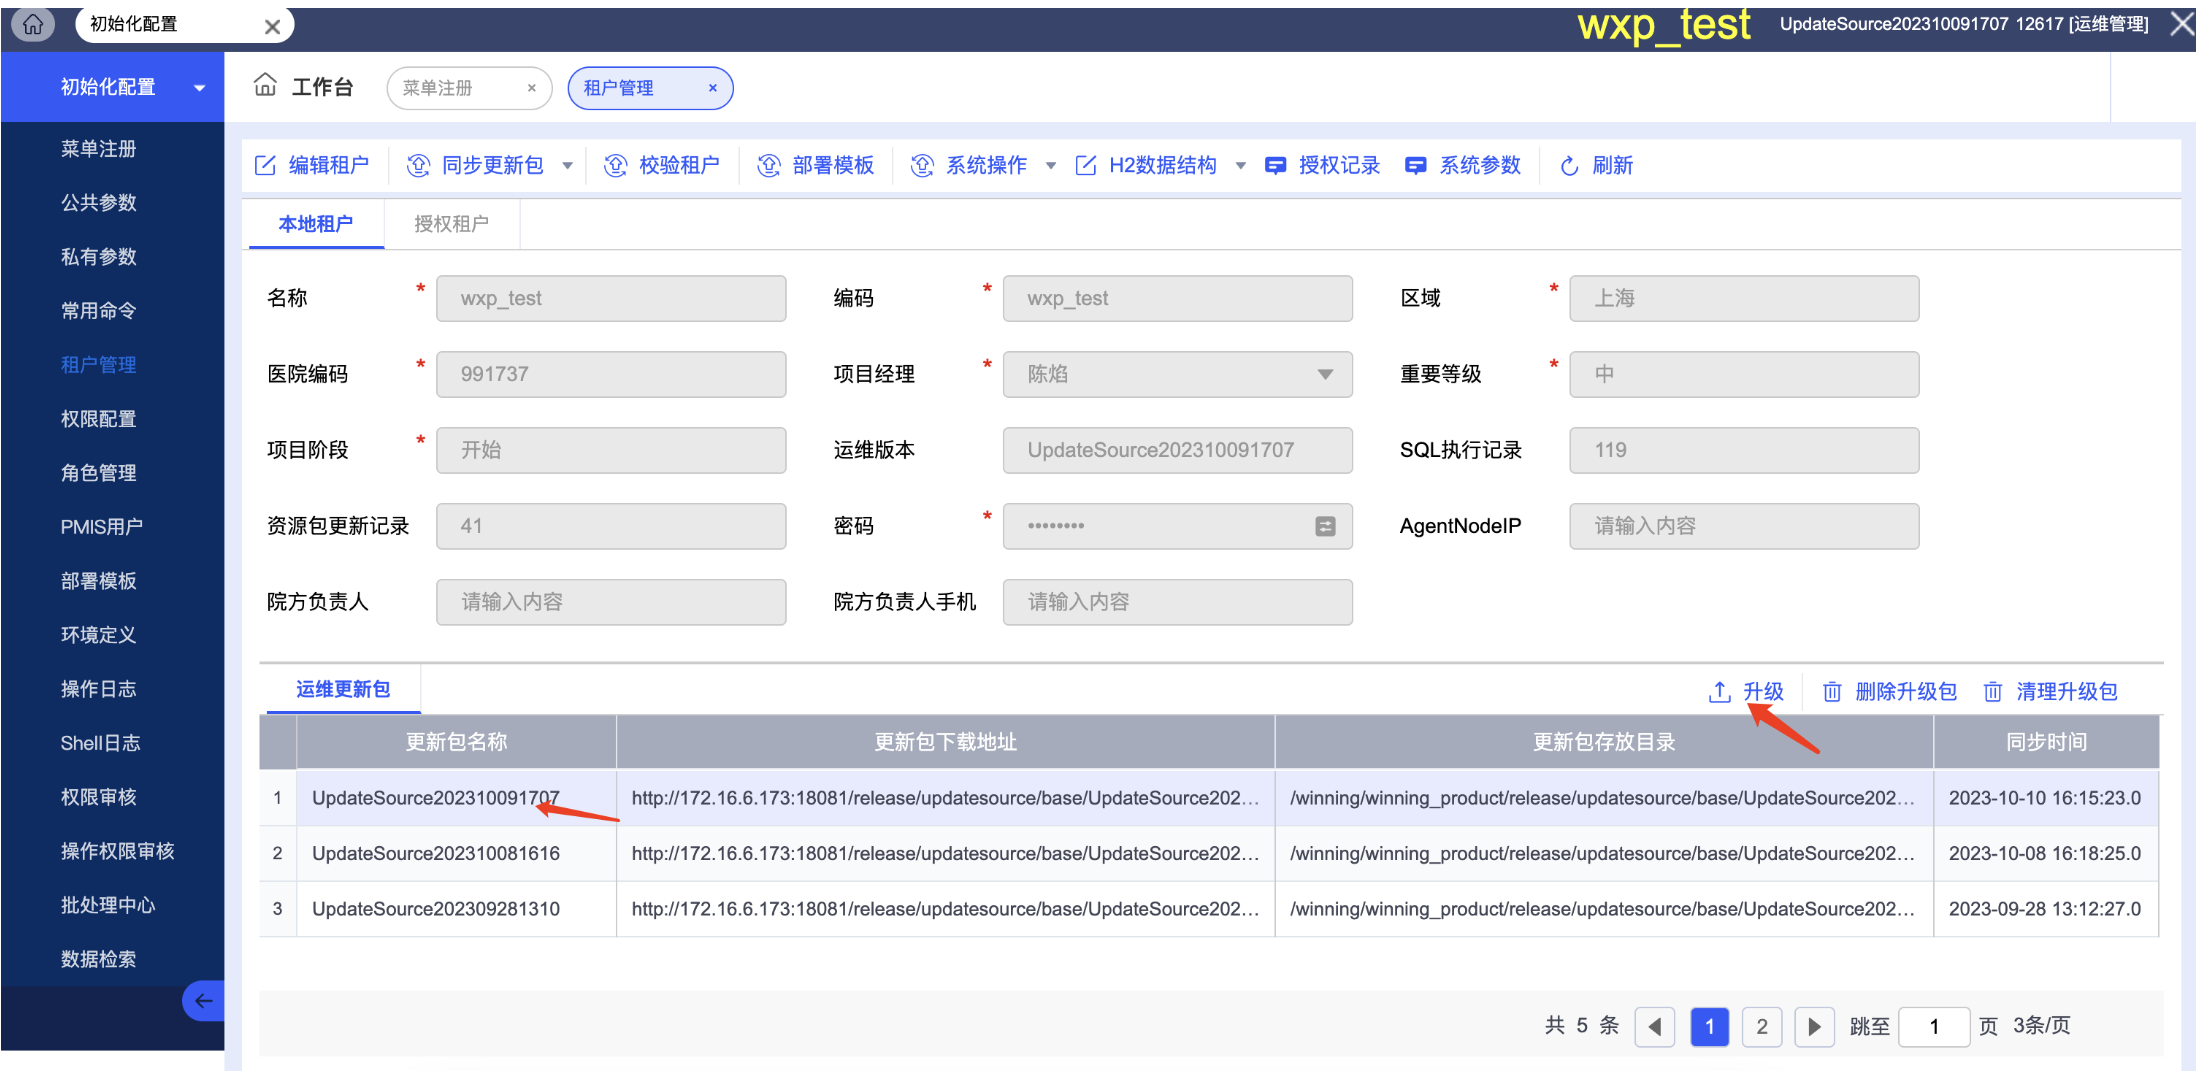 初始化配置
wxp_test
UpdateSource202310091707 12617 [运维管理]
初始化配置
工作台
菜单注册 ×
租户管理 ×
菜单注册
公共参数
私有参数
常用命令
租户管理
权限配置
角色管理
PMIS用户
部署模板
环境定义
操作日志
Shell日志
权限审核
操作权限审核
批处理中心
数据检索
编辑租户 同步更新包 校验租户 部署模板 系统操作 H2数据结构 授权记录 系统参数 刷新
本地租户 授权租户
名称 * wxp_test 编码 * wxp_test 区域 * 上海
医院编码 * 991737 项目经理 * 陈焰 重要等级 * 中
项目阶段 * 开始 运维版本 UpdateSource202310091707 SQL执行记录 119
资源包更新记录 41 密码 * •••••••• AgentNodeIP 请输入内容
院方负责人 请输入内容 院方负责人手机 请输入内容
运维更新包 升级 删除升级包 清理升级包
更新包名称 更新包下载地址 更新包存放目录 同步时间
1 UpdateSource202310091707 http://172.16.6.173:18081/release/updatesource/base/UpdateSource202... /winning/winning_product/release/updatesource/base/UpdateSource202... 2023-10-10 16:15:23.0
2 UpdateSource202310081616 http://172.16.6.173:18081/release/updatesource/base/UpdateSource202... /winning/winning_product/release/updatesource/base/UpdateSource202... 2023-10-08 16:18:25.0
3 UpdateSource202309281310 http://172.16.6.173:18081/release/updatesource/base/UpdateSource202... /winning/winning_product/release/updatesource/base/UpdateSource202... 2023-09-28 13:12:27.0
共 5 条 1 2 跳至 1 页 3条/页